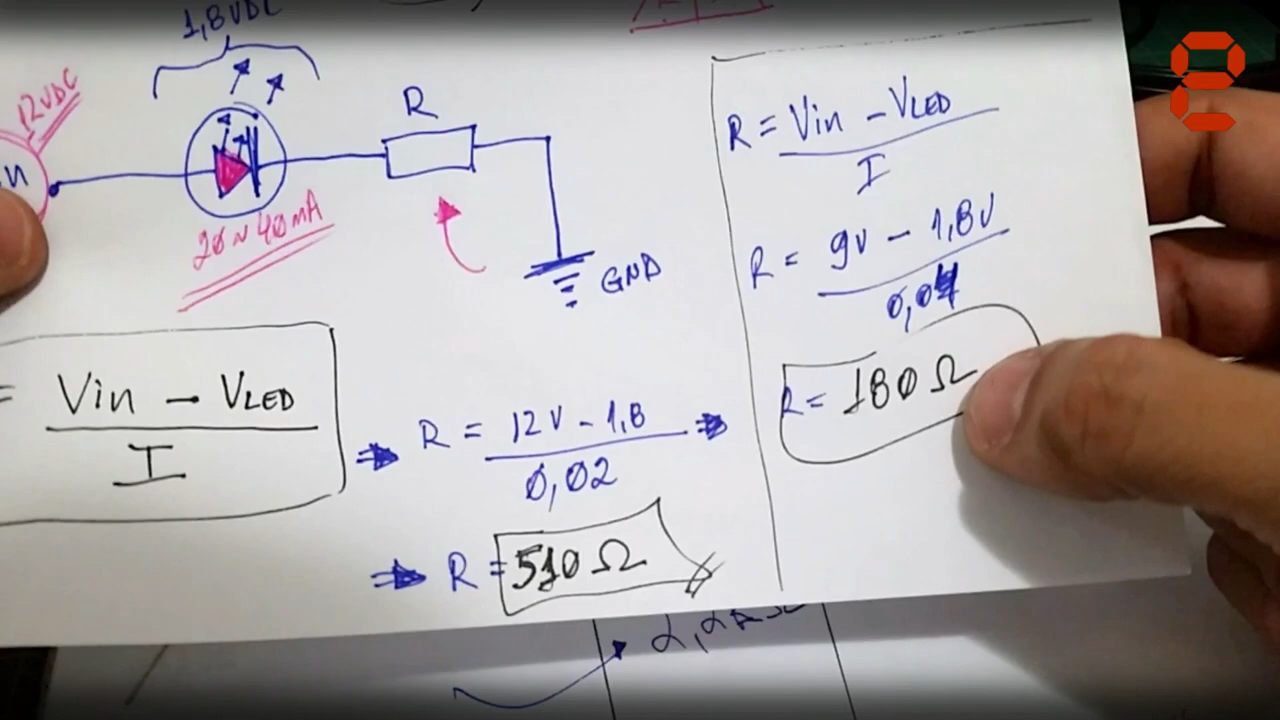 1,8VDC
12VDC
in
R
20~40mA
GND
= Vin - VLED
I
⇒ R = 12V - 1,8 ⇒
0,02
⇒ R = 510 Ω
R = Vin - VLED
I
R = 9V - 1,8V
0,04
R = 180 Ω